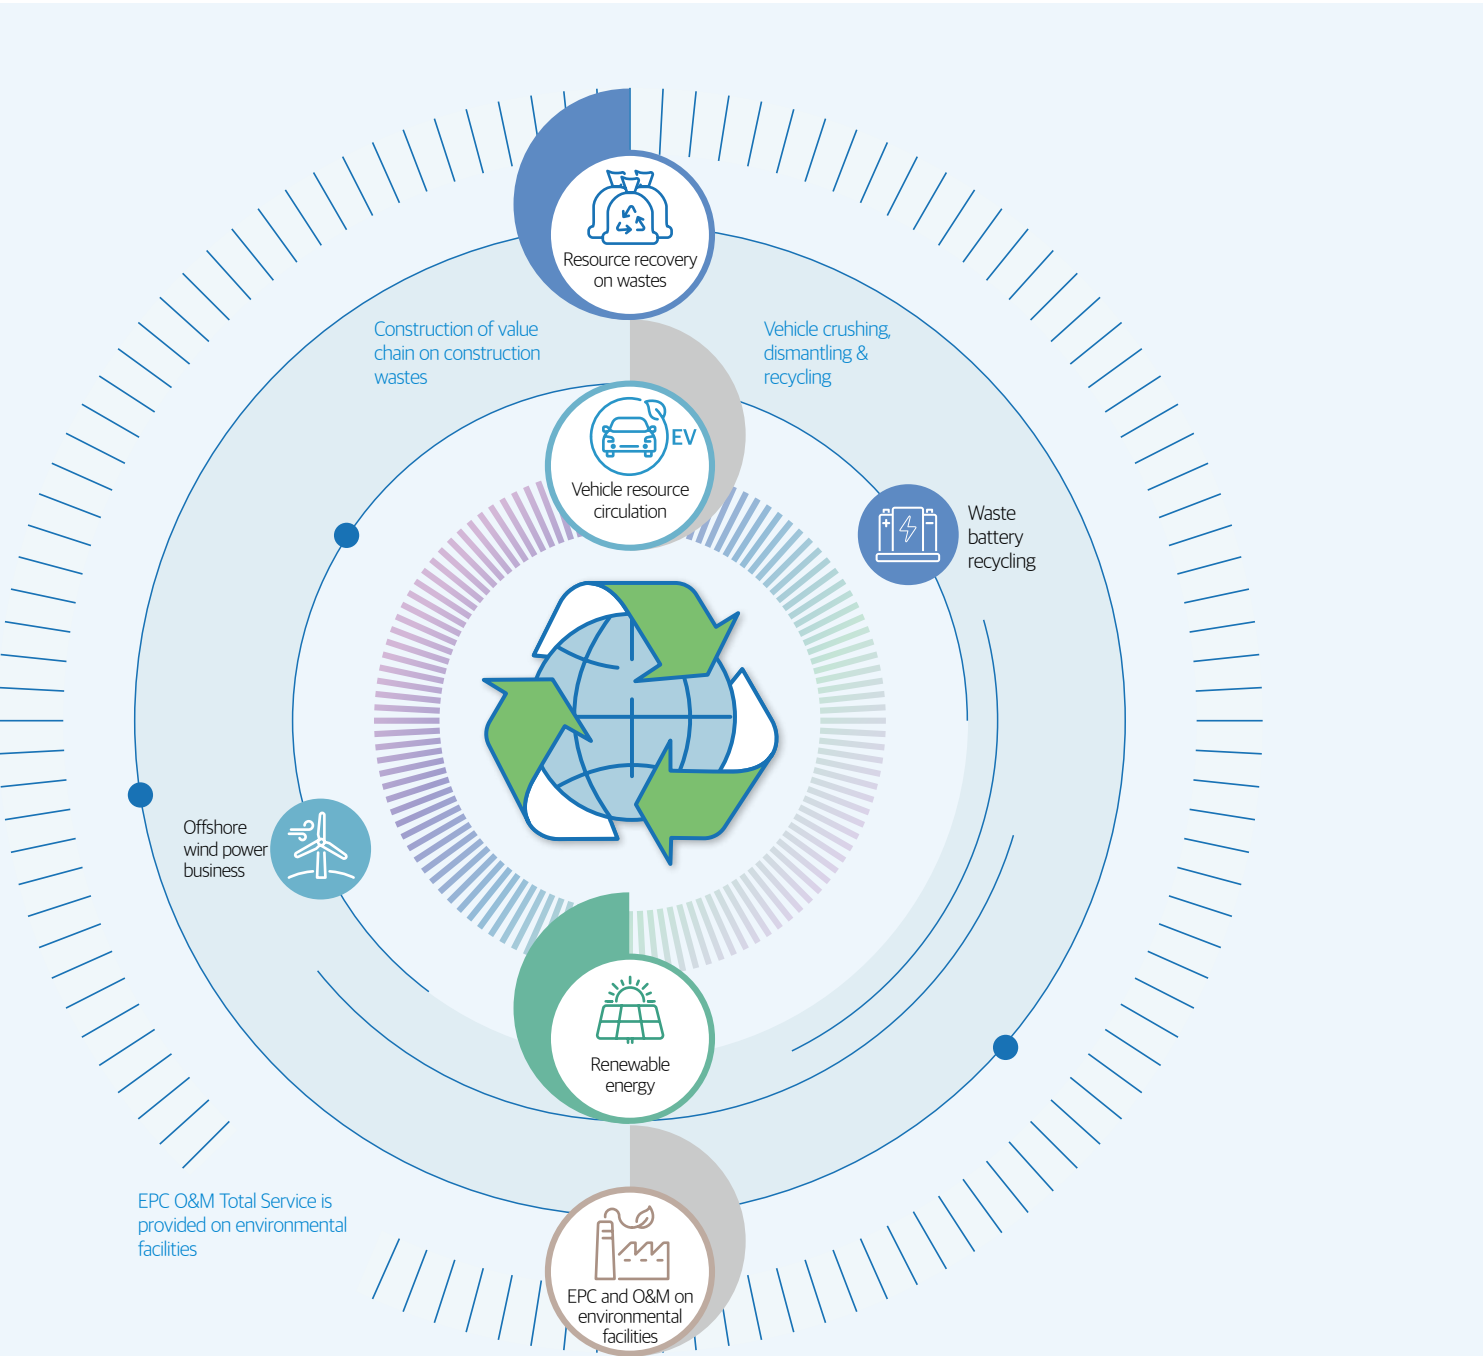 Resource recovery
on wastes
Construction of value
chain on construction
wastes
Vehicle crushing,
dismantling &
recycling
EV
Vehicle resource
circulation
Waste
battery
recycling
Offshore
wind power
business
Renewable
energy
EPC O&M Total Service is
provided on environmental
facilities
EPC and O&M on
environmental
facilities